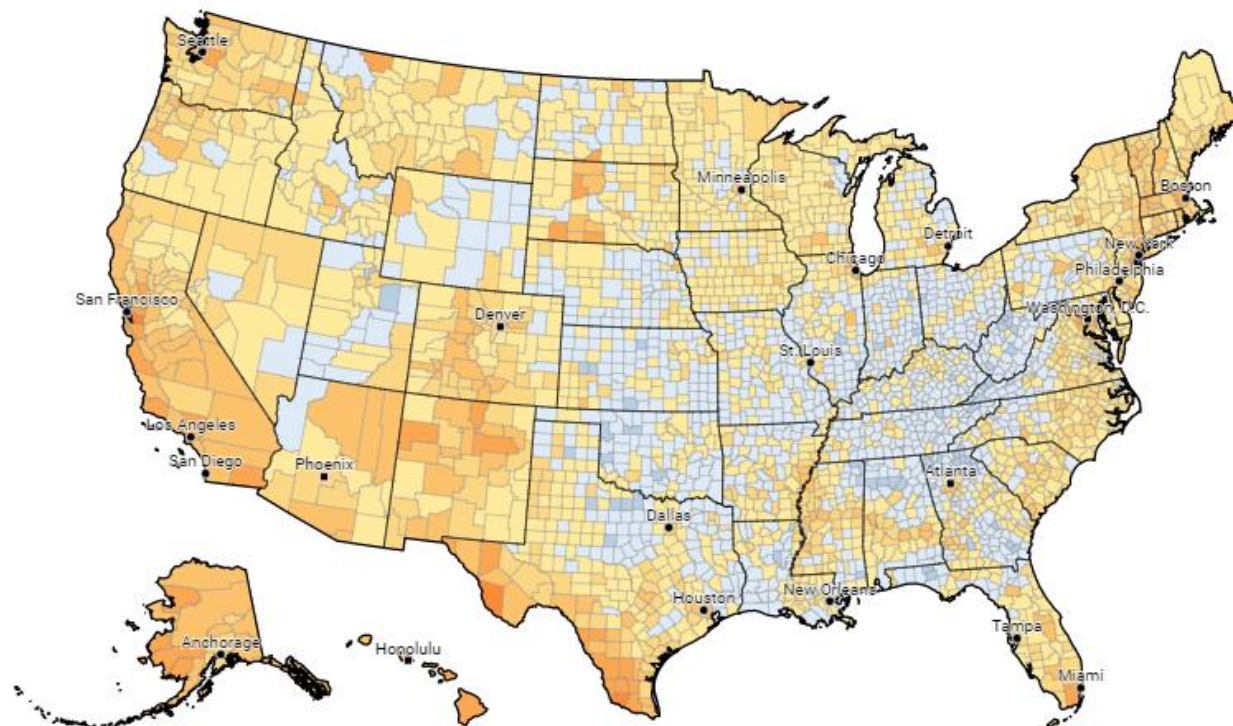 Seattle
Minneapolis
Boston
Detroit
New York
Chicago
Philadelphia
San Francisco
Denver
Washington, D.C.
St. Louis
Los Angeles
San Diego
Phoenix
Atlanta
Dallas
New Orleans
Houston
Tampa
Anchorage
Honolulu
Miami